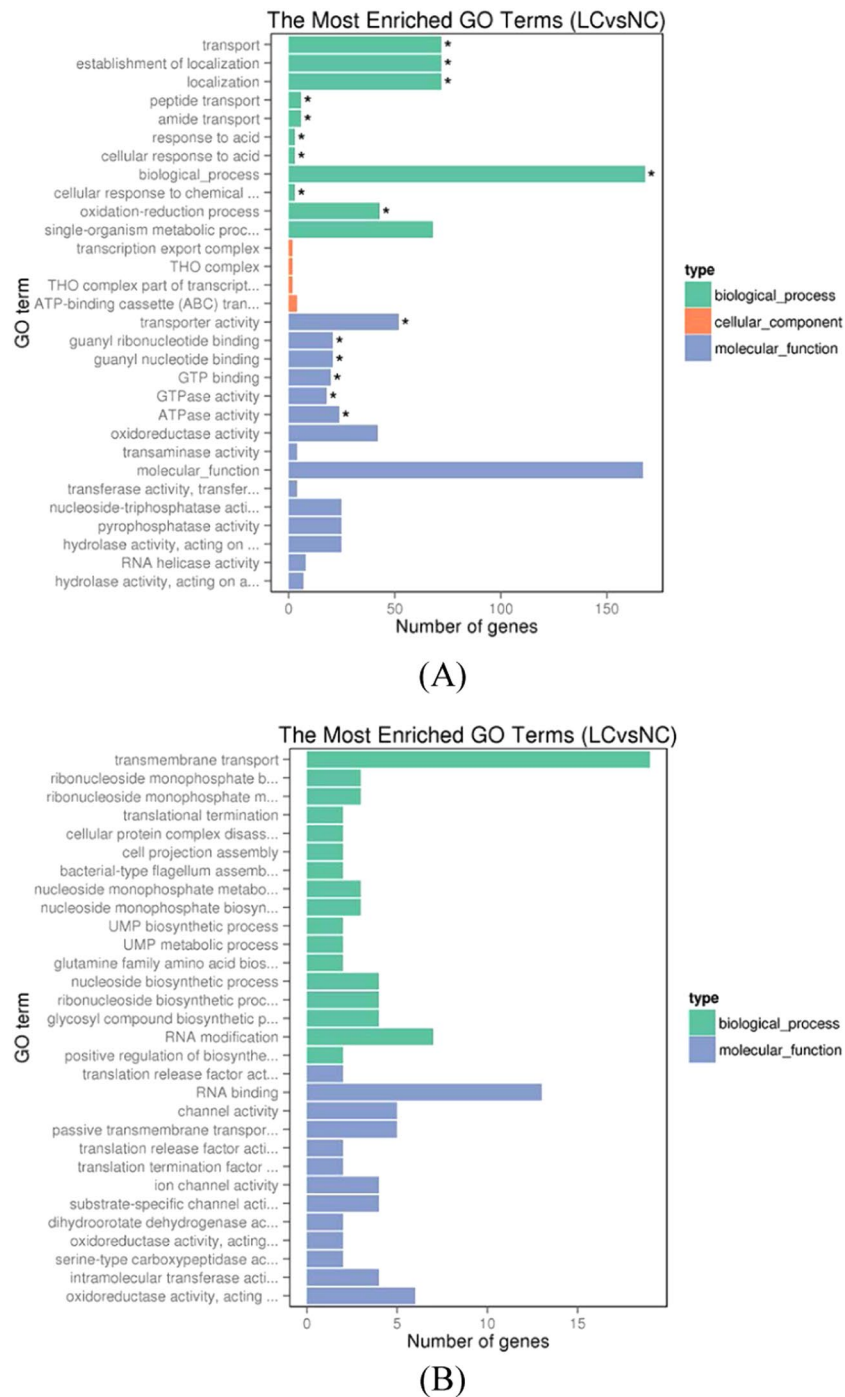 The Most Enriched GO Terms (LCvsNC)
transport
establishment of localization
localization
peptide transport
amide transport
response to acid
cellular response to acid
biological_process
cellular response to chemical ...
oxidation-reduction process
single-organism metabolic proc...
transcription export complex
THO complex
THO complex part of transcript...
ATP-binding cassette (ABC) tran...
transporter activity
guanyl ribonucleotide binding
guanyl nucleotide binding
GTP binding
GTPase activity
ATPase activity
oxidoreductase activity
transaminase activity
molecular_function
transferase activity, transfer...
nucleoside-triphosphatase acti...
pyrophosphatase activity
hydrolase activity, acting on ...
RNA helicase activity
hydrolase activity, acting on a...
GO term
* * * * * * * * * * * * * * * *
0 50 100 150
Number of genes
type
biological_process
cellular_component
molecular_function
(A)
The Most Enriched GO Terms (LCvsNC)
transmembrane transport
ribonucleoside monophosphate b...
ribonucleoside monophosphate m...
translational termination
cellular protein complex disass...
cell projection assembly
bacterial-type flagellum assemb...
nucleoside monophosphate metabo...
nucleoside monophosphate biosyn...
UMP biosynthetic process
UMP metabolic process
glutamine family amino acid bios...
nucleoside biosynthetic process
ribonucleoside biosynthetic proc...
glycosyl compound biosynthetic p...
RNA modification
positive regulation of biosynthe...
translation release factor act...
RNA binding
channel activity
passive transmembrane transpor...
translation release factor acti...
translation termination factor ...
ion channel activity
substrate-specific channel acti...
dihydroorotate dehydrogenase ac...
oxidoreductase activity, acting...
serine-type carboxypeptidase ac...
intramolecular transferase acti...
oxidoreductase activity, acting ...
GO term
0 5 10 15
Number of genes
type
biological_process
molecular_function
(B)